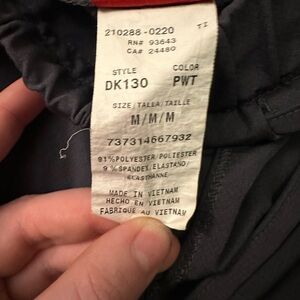 210288-0220 TI
RN# 93643
CA# 24480
STYLE COLOR
DK130 PWT
SIZE/TALLA/TAILLE
M/M/M
737314667932
91%POLYESTER/POLIESTER
9%SPANDEX/ELASTANO/
ELASTHANNE
MADE IN VIETNAM
HECHO EN VIETNAM
FABRIQUÉ AU VIETNAM